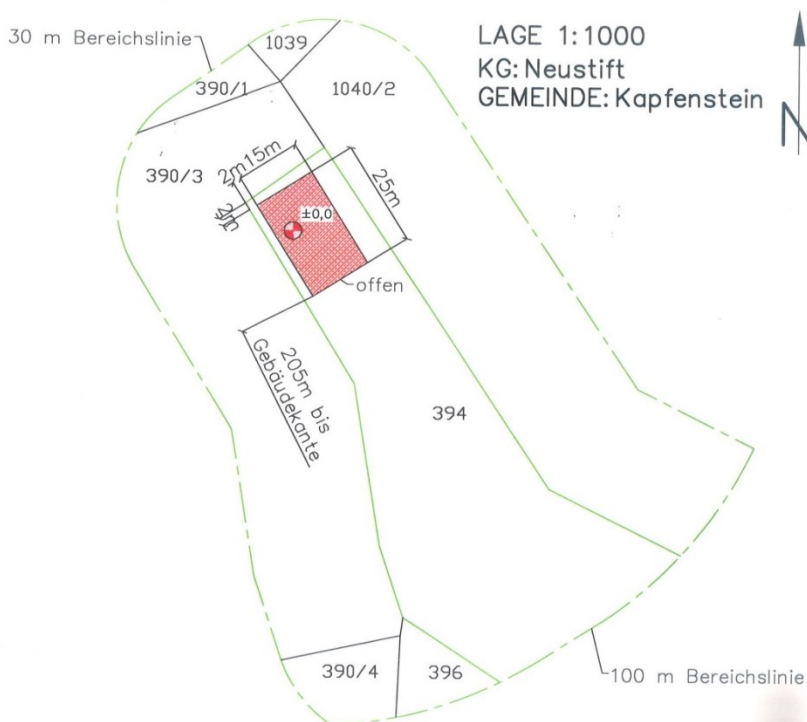 30 m Bereichslinie
1039
LAGE 1:1000
KG: Neustift
GEMEINDE: Kapfenstein
N
390/1
1040/2
390/3
2m
15m
25m
2m
±0,0
offen
205m bis
Gebäudekante
394
390/4
396
100 m Bereichslinie